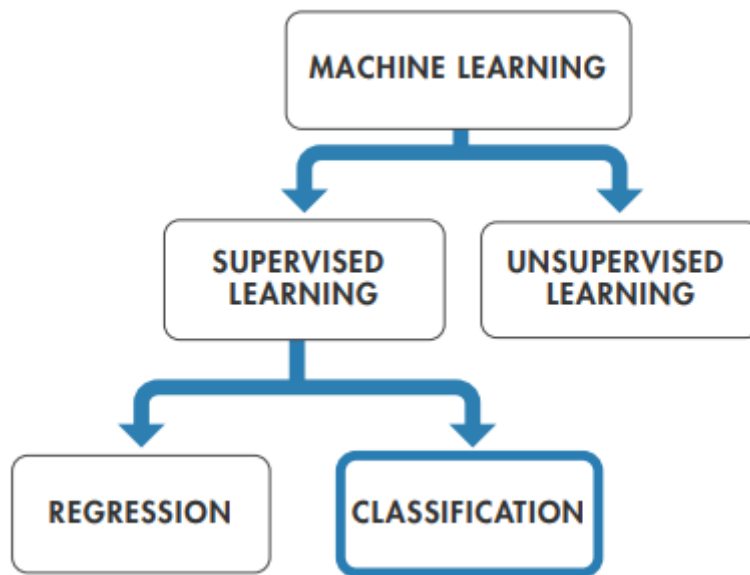 MACHINE LEARNING
SUPERVISED
LEARNING
UNSUPERVISED
LEARNING
REGRESSION
CLASSIFICATION